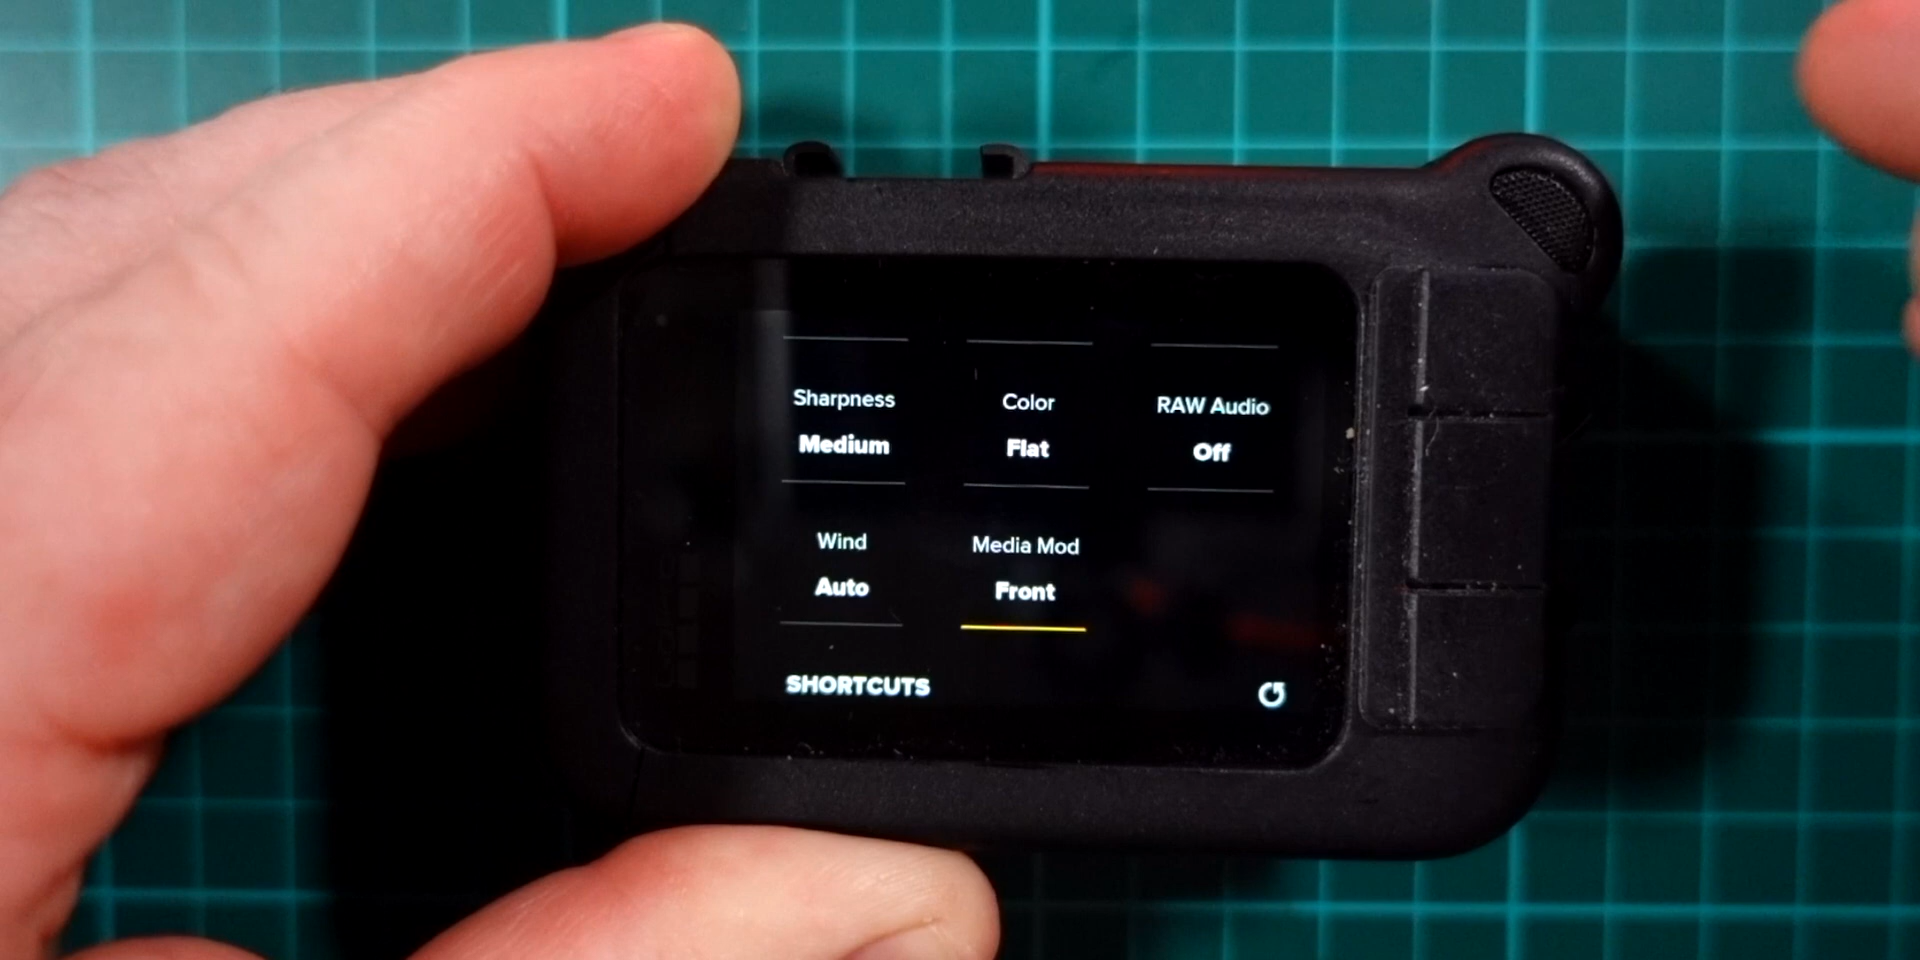 Sharpness Color RAW Audio
Medium Flat Off
Wind Media Mod
Auto Front
SHORTCUTS